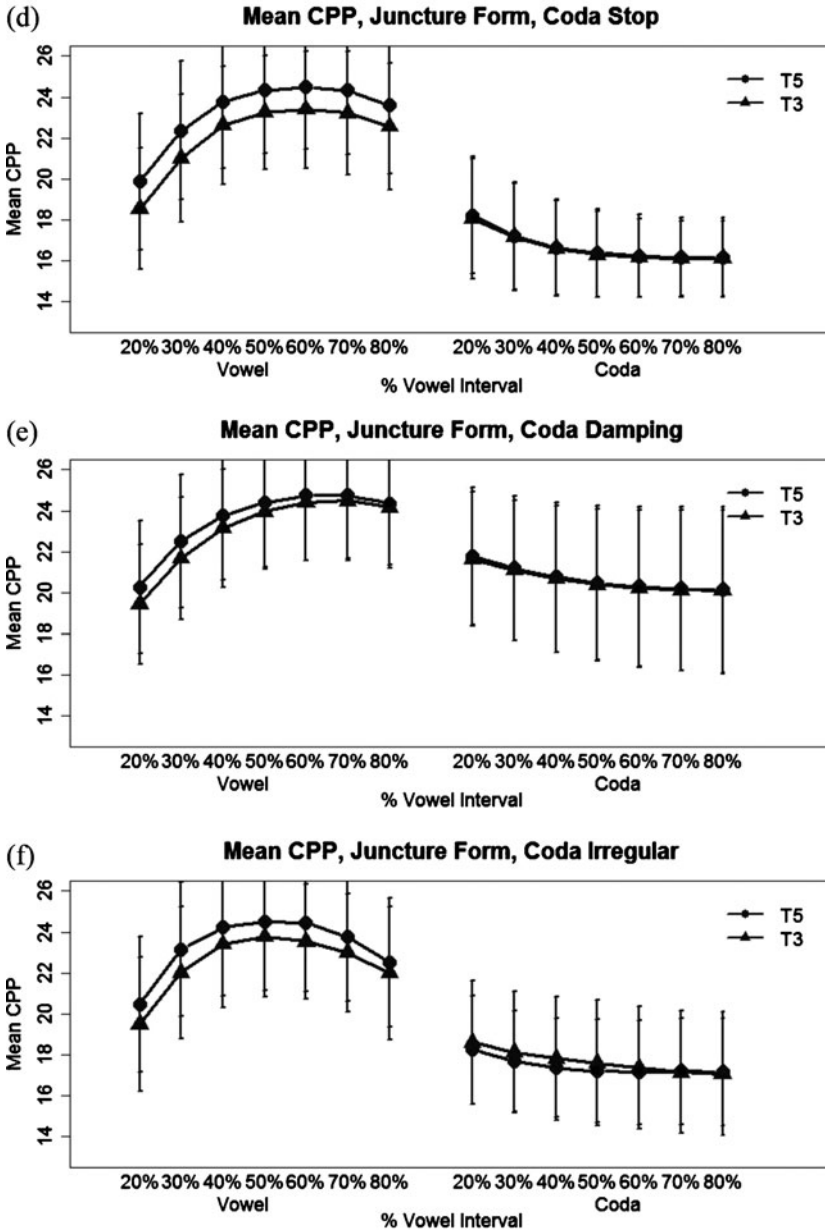 (d) Mean CPP, Juncture Form, Coda Stop
26
24
22
20
18
16
14
Mean CPP
T5
T3
20% 30% 40% 50% 60% 70% 80% 20% 30% 40% 50% 60% 70% 80%
Vowel Coda
% Vowel Interval
(e) Mean CPP, Juncture Form, Coda Damping
26
24
22
20
18
16
14
Mean CPP
T5
T3
20% 30% 40% 50% 60% 70% 80% 20% 30% 40% 50% 60% 70% 80%
Vowel Coda
% Vowel Interval
(f) Mean CPP, Juncture Form, Coda Irregular
26
24
22
20
18
16
14
Mean CPP
T5
T3
20% 30% 40% 50% 60% 70% 80% 20% 30% 40% 50% 60% 70% 80%
Vowel Coda
% Vowel Interval